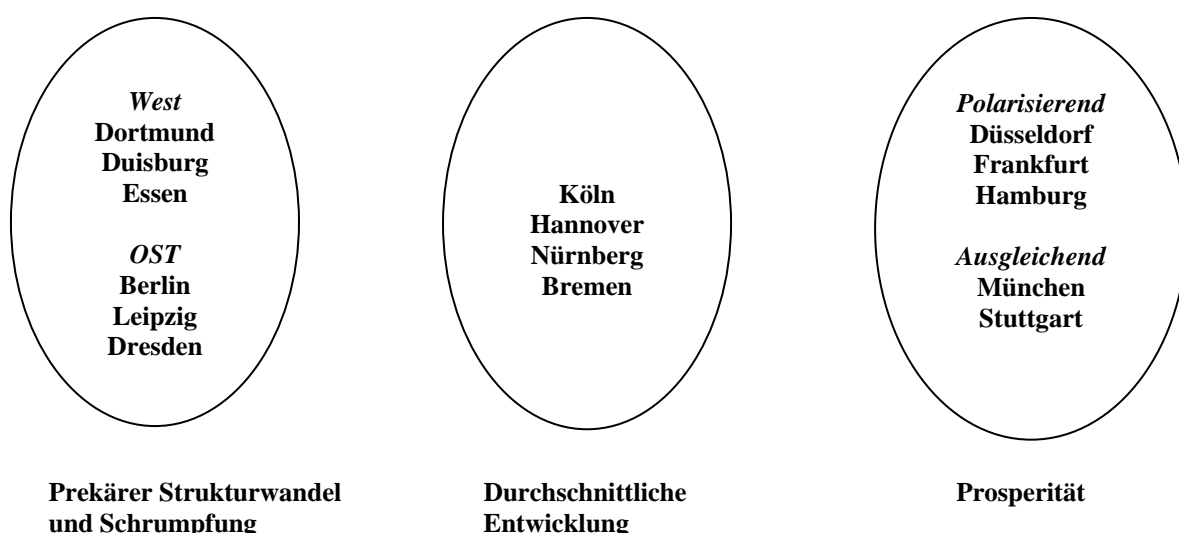 West
Dortmund
Duisburg
Essen
OST
Berlin
Leipzig
Dresden
Köln
Hannover
Nürnberg
Bremen
Polarisierend
Düsseldorf
Frankfurt
Hamburg
Ausgleichend
München
Stuttgart
Prekärer Strukturwandel
und Schrumpfung
Durchschnittliche
Entwicklung
Prosperität